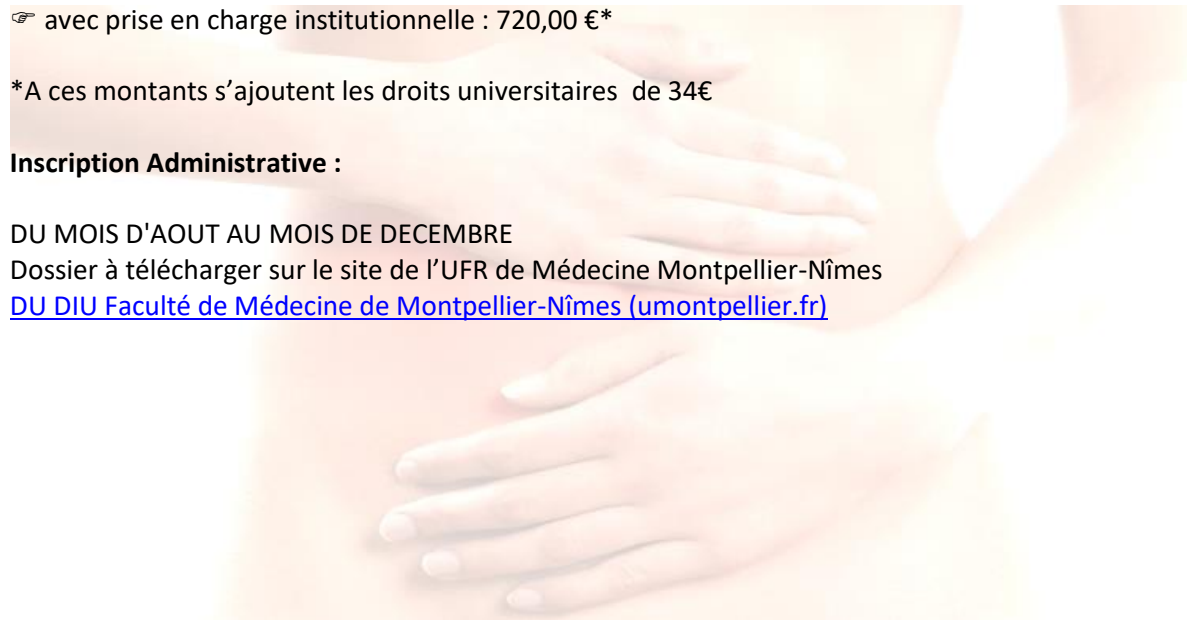 ☞ avec prise en charge institutionnelle : 720,00 €*
*A ces montants s’ajoutent les droits universitaires  de 34€
Inscription Administrative :
DU MOIS D'AOUT AU MOIS DE DECEMBRE
Dossier à télécharger sur le site de l’UFR de Médecine Montpellier-Nîmes
DU DIU Faculté de Médecine de Montpellier-Nîmes (umontpellier.fr)